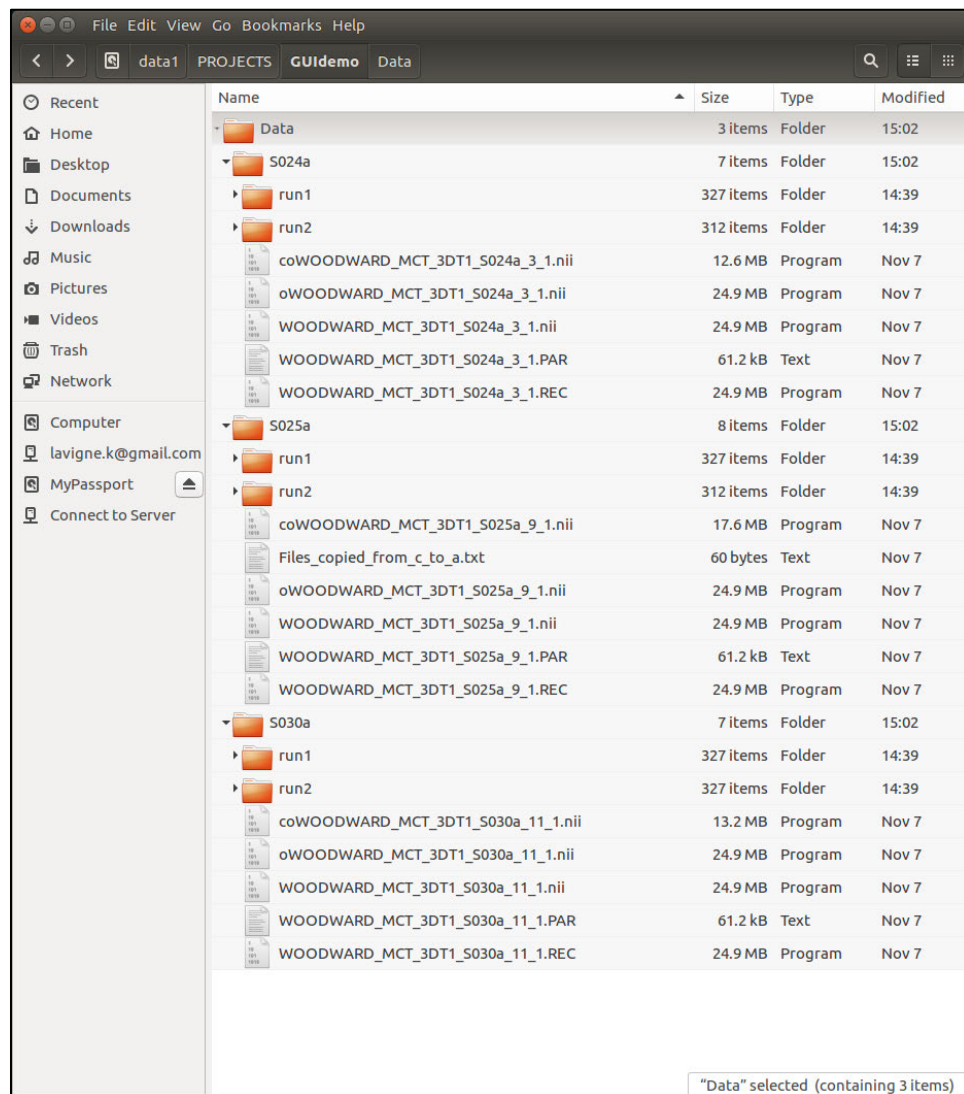 File Edit View Go Bookmarks Help
data1 PROJECTS GUIdemo Data
Recent
Home
Desktop
Documents
Downloads
Music
Pictures
Videos
Trash
Network
Computer
lavigne.k@gmail.com
MyPassport
Connect to Server
Name Size Type Modified
Data 3 items Folder 15:02
S024a 7 items Folder 15:02
run1 327 items Folder 14:39
run2 312 items Folder 14:39
coWOODWARD_MCT_3DT1_S024a_3_1.nii 12.6 MB Program Nov 7
oWOODWARD_MCT_3DT1_S024a_3_1.nii 24.9 MB Program Nov 7
WOODWARD_MCT_3DT1_S024a_3_1.nii 24.9 MB Program Nov 7
WOODWARD_MCT_3DT1_S024a_3_1.PAR 61.2 kB Text Nov 7
WOODWARD_MCT_3DT1_S024a_3_1.REC 24.9 MB Program Nov 7
S025a 8 items Folder 15:02
run1 327 items Folder 14:39
run2 312 items Folder 14:39
coWOODWARD_MCT_3DT1_S025a_9_1.nii 17.6 MB Program Nov 7
Files_copied_from_c_to_a.txt 60 bytes Text Nov 7
oWOODWARD_MCT_3DT1_S025a_9_1.nii 24.9 MB Program Nov 7
WOODWARD_MCT_3DT1_S025a_9_1.nii 24.9 MB Program Nov 7
WOODWARD_MCT_3DT1_S025a_9_1.PAR 61.2 kB Text Nov 7
WOODWARD_MCT_3DT1_S025a_9_1.REC 24.9 MB Program Nov 7
S030a 7 items Folder 15:02
run1 327 items Folder 14:39
run2 327 items Folder 14:39
coWOODWARD_MCT_3DT1_S030a_11_1.nii 13.2 MB Program Nov 7
oWOODWARD_MCT_3DT1_S030a_11_1.nii 24.9 MB Program Nov 7
WOODWARD_MCT_3DT1_S030a_11_1.nii 24.9 MB Program Nov 7
WOODWARD_MCT_3DT1_S030a_11_1.PAR 61.2 kB Text Nov 7
WOODWARD_MCT_3DT1_S030a_11_1.REC 24.9 MB Program Nov 7
"Data" selected (containing 3 items)